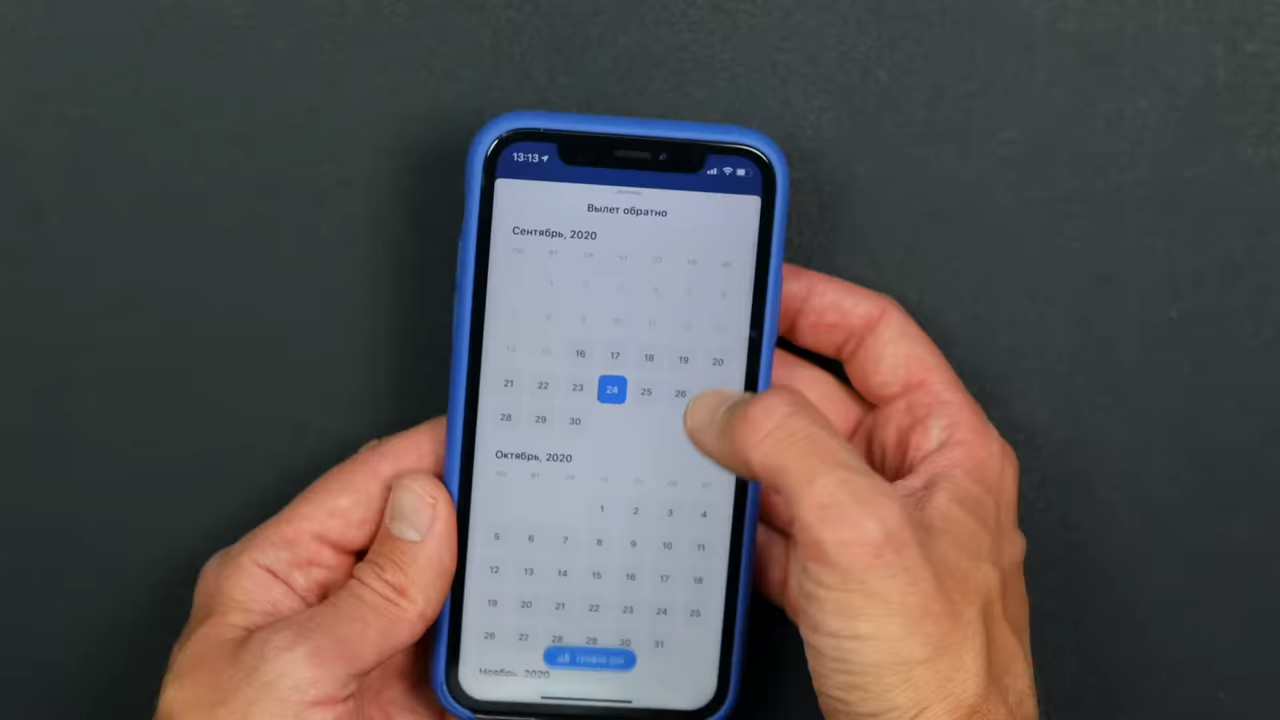 13:13
Вылет обратно
Сентябрь, 2020
16 17 18 19 20
21 22 23 24 25 26
28 29 30
Октябрь, 2020
1 2 3 4
5 6 7 8 9 10 11
12 13 14 15 16 17 18
19 20 21 22 23 24 25
26 27 28 29 30 31
Ноябрь, 2020